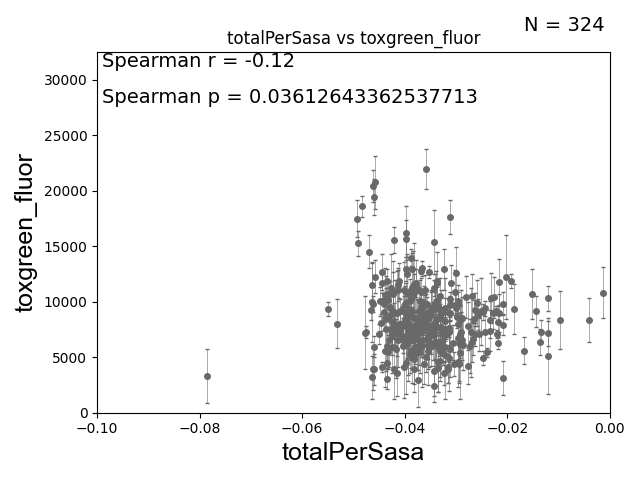 N = 324
totalPerSasa vs toxgreen_fluor
Spearman r = -0.12
Spearman p = 0.03612643362537713
30000
25000
20000
15000
10000
5000
0
toxgreen_fluor
−0.10 −0.08 −0.06 −0.04 −0.02 0.00
totalPerSasa